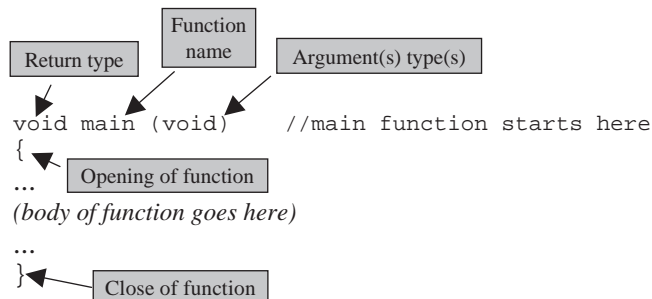 Function
name
Return type
Argument(s) type(s)
void main (void) //main function starts here
{
Opening of function
...
(body of function goes here)
...
}
Close of function